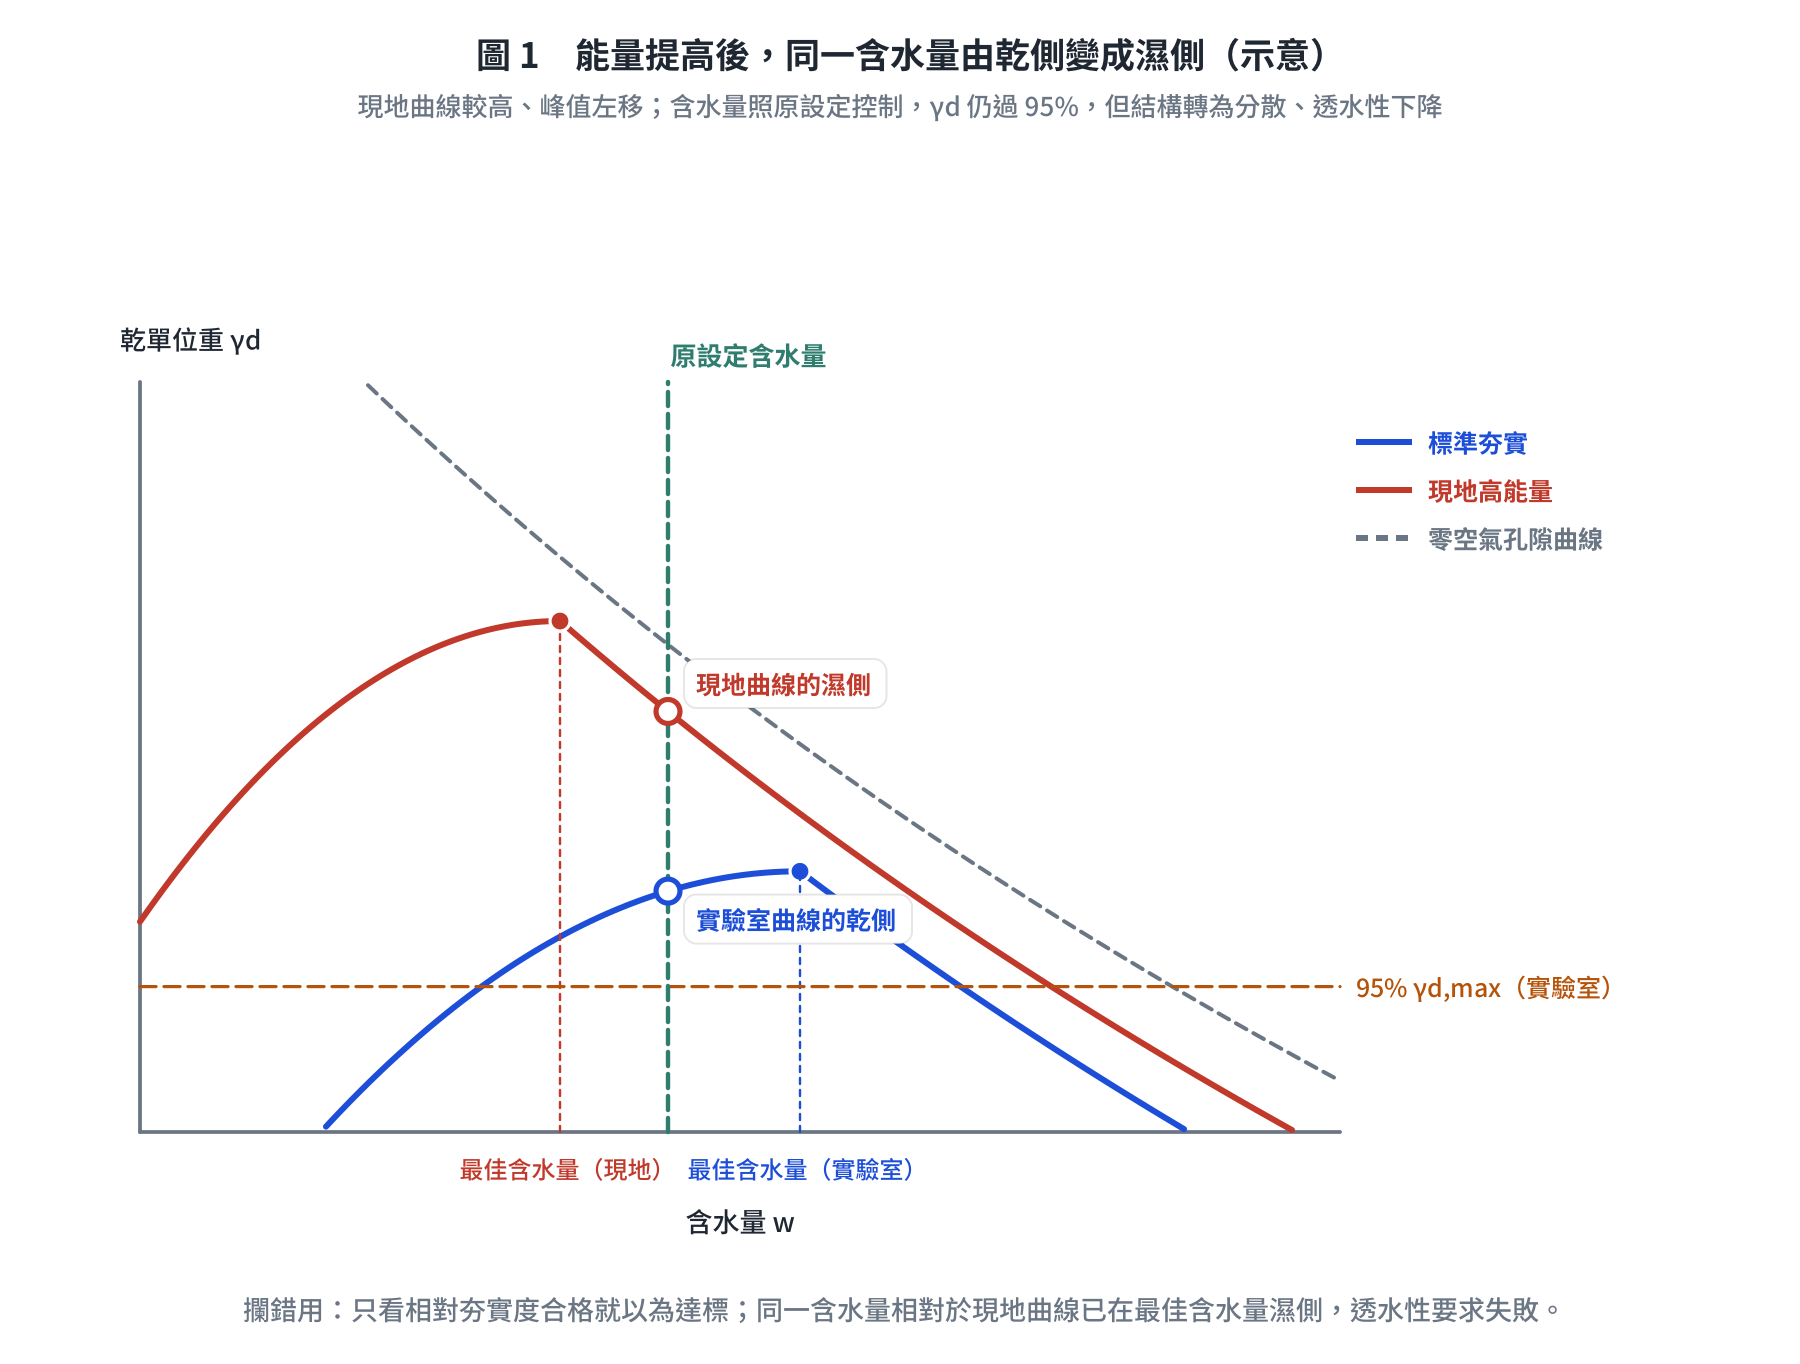 圖 1　能量提高後，同一含水量由乾側變成濕側（示意）
現地曲線較高、峰值左移；含水量照原設定控制，γd 仍過 95%，但結構轉為分散、透水性下降
乾單位重 γd
原設定含水量
標準夯實
現地高能量
零空氣孔隙曲線
現地曲線的濕側
實驗室曲線的乾側
95% γd,max（實驗室）
最佳含水量（現地）
最佳含水量（實驗室）
含水量 w
攔錯用：只看相對夯實度合格就以為達標；同一含水量相對於現地曲線已在最佳含水量濕側，透水性要求失敗。